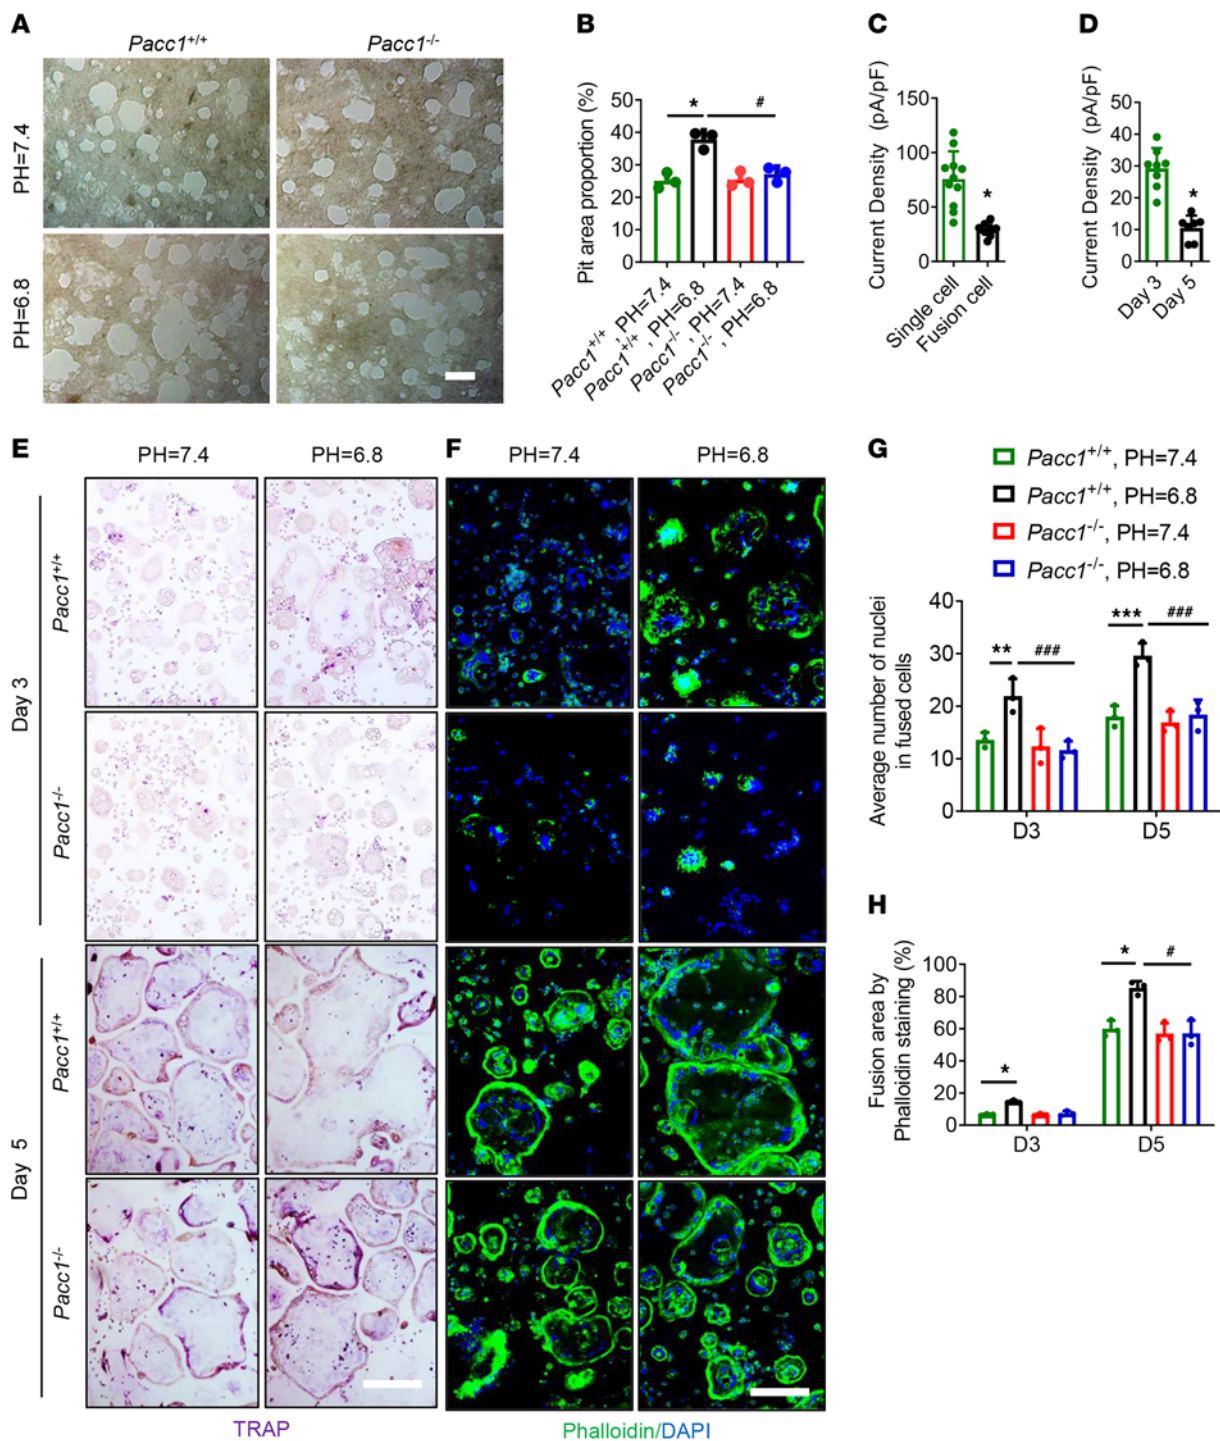 A
Pacc1+/+
Pacc1-/-
PH=7.4
PH=6.8
B
Pit area proportion (%)
50
40
30
20
10
0
*
#
Pacc1+/+, PH=7.4
Pacc1+/+, PH=6.8
Pacc1-/-, PH=7.4
Pacc1-/-, PH=6.8
C
Current Density (pA/pF)
150
100
50
0
*
Single cell
Fusion cell
D
Current Density (pA/pF)
50
40
30
20
10
0
*
Day 3
Day 5
E
PH=7.4
PH=6.8
F
PH=7.4
PH=6.8
Day 3
Pacc1+/+
Pacc1-/-
Day 5
Pacc1+/+
Pacc1-/-
TRAP
Phalloidin/DAPI
G
Pacc1+/+, PH=7.4
Pacc1+/+, PH=6.8
Pacc1-/-, PH=7.4
Pacc1-/-, PH=6.8
Average number of nuclei
in fused cells
40
30
20
10
0
**
###
***
###
D3
D5
H
Fusion area by
Phalloidin staining (%)
100
80
60
40
20
0
*
*
#
D3
D5